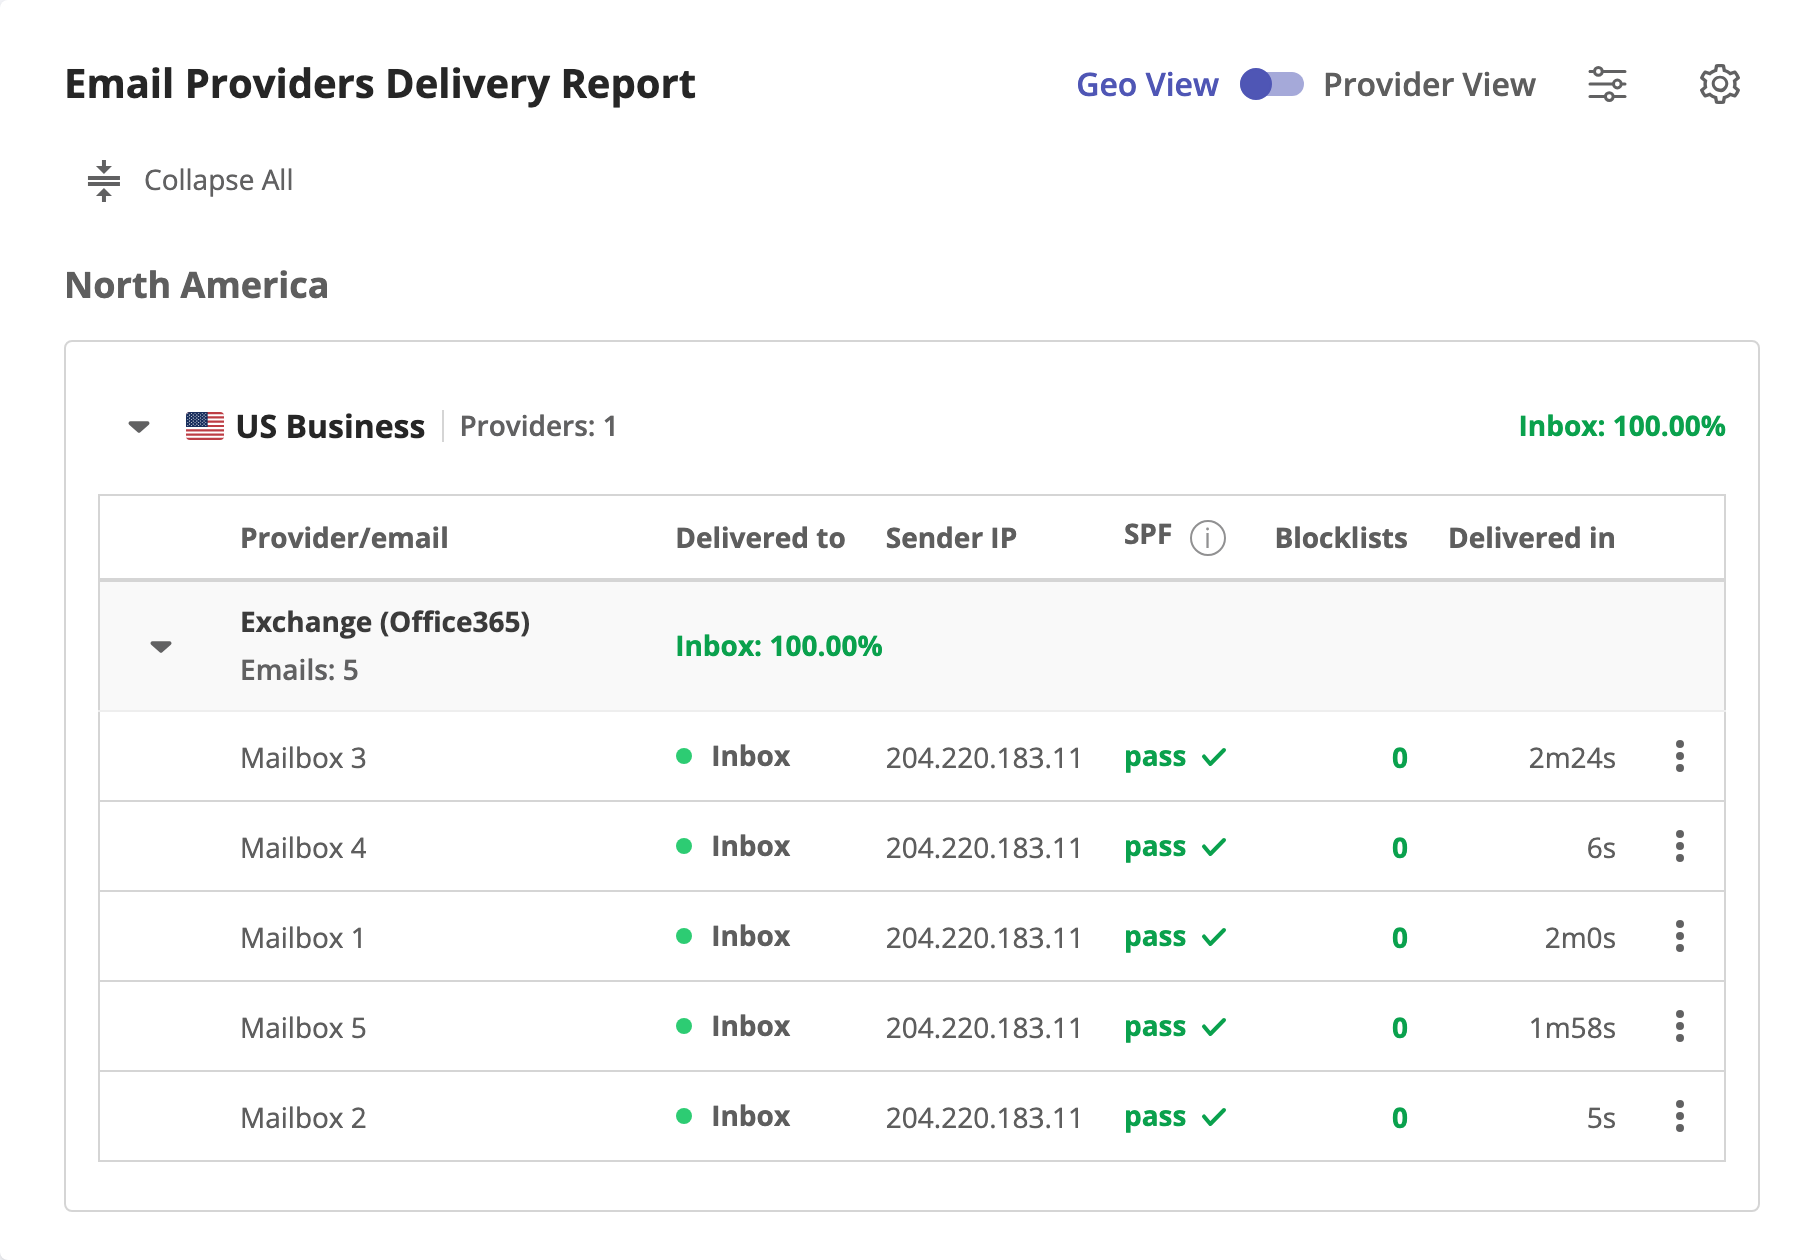 Email Providers Delivery Report
Geo View Provider View
Collapse All
North America
US Business Providers: 1 Inbox: 100.00%
Provider/email Delivered to Sender IP SPF i Blocklists Delivered in
Exchange (Office365)
Emails: 5
Inbox: 100.00%
Mailbox 3 Inbox 204.220.183.11 pass 0 2m24s
Mailbox 4 Inbox 204.220.183.11 pass 0 6s
Mailbox 1 Inbox 204.220.183.11 pass 0 2m0s
Mailbox 5 Inbox 204.220.183.11 pass 0 1m58s
Mailbox 2 Inbox 204.220.183.11 pass 0 5s